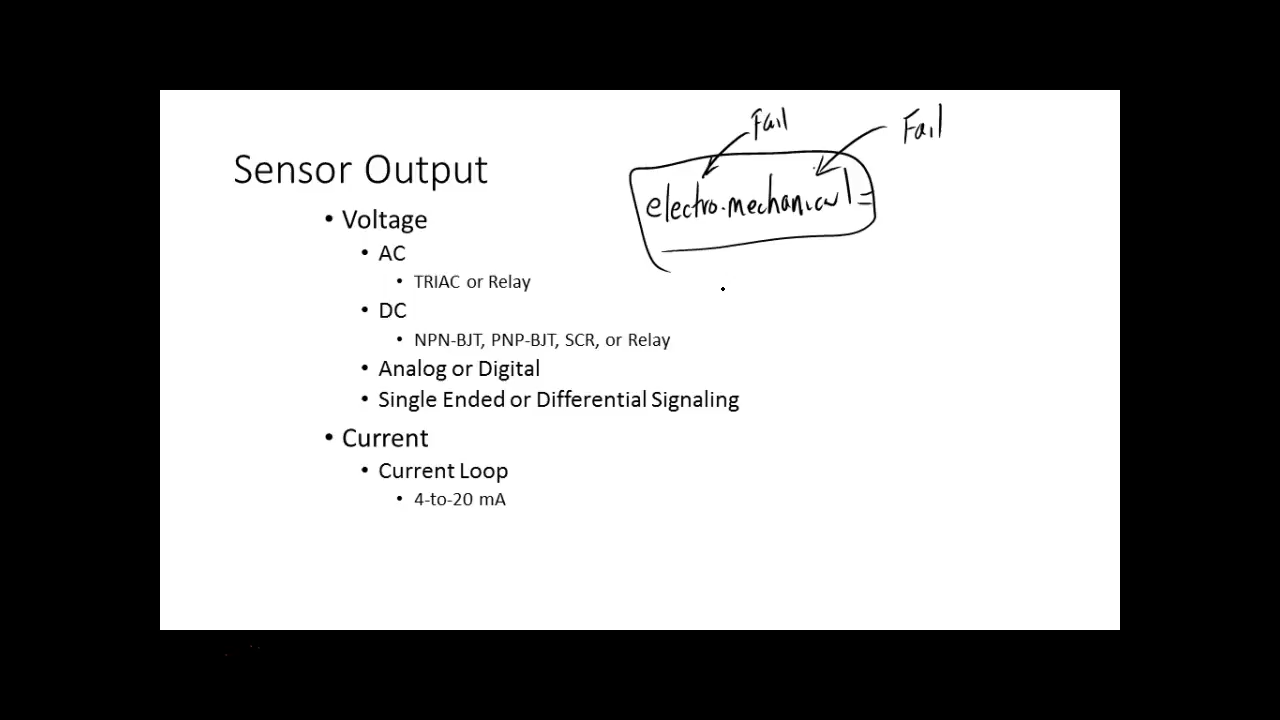 Fail
Fail
electro-mechanical
Sensor Output
• Voltage
• AC
• TRIAC or Relay
• DC
• NPN-BJT, PNP-BJT, SCR, or Relay
• Analog or Digital
• Single Ended or Differential Signaling
• Current
• Current Loop
• 4-to-20 mA